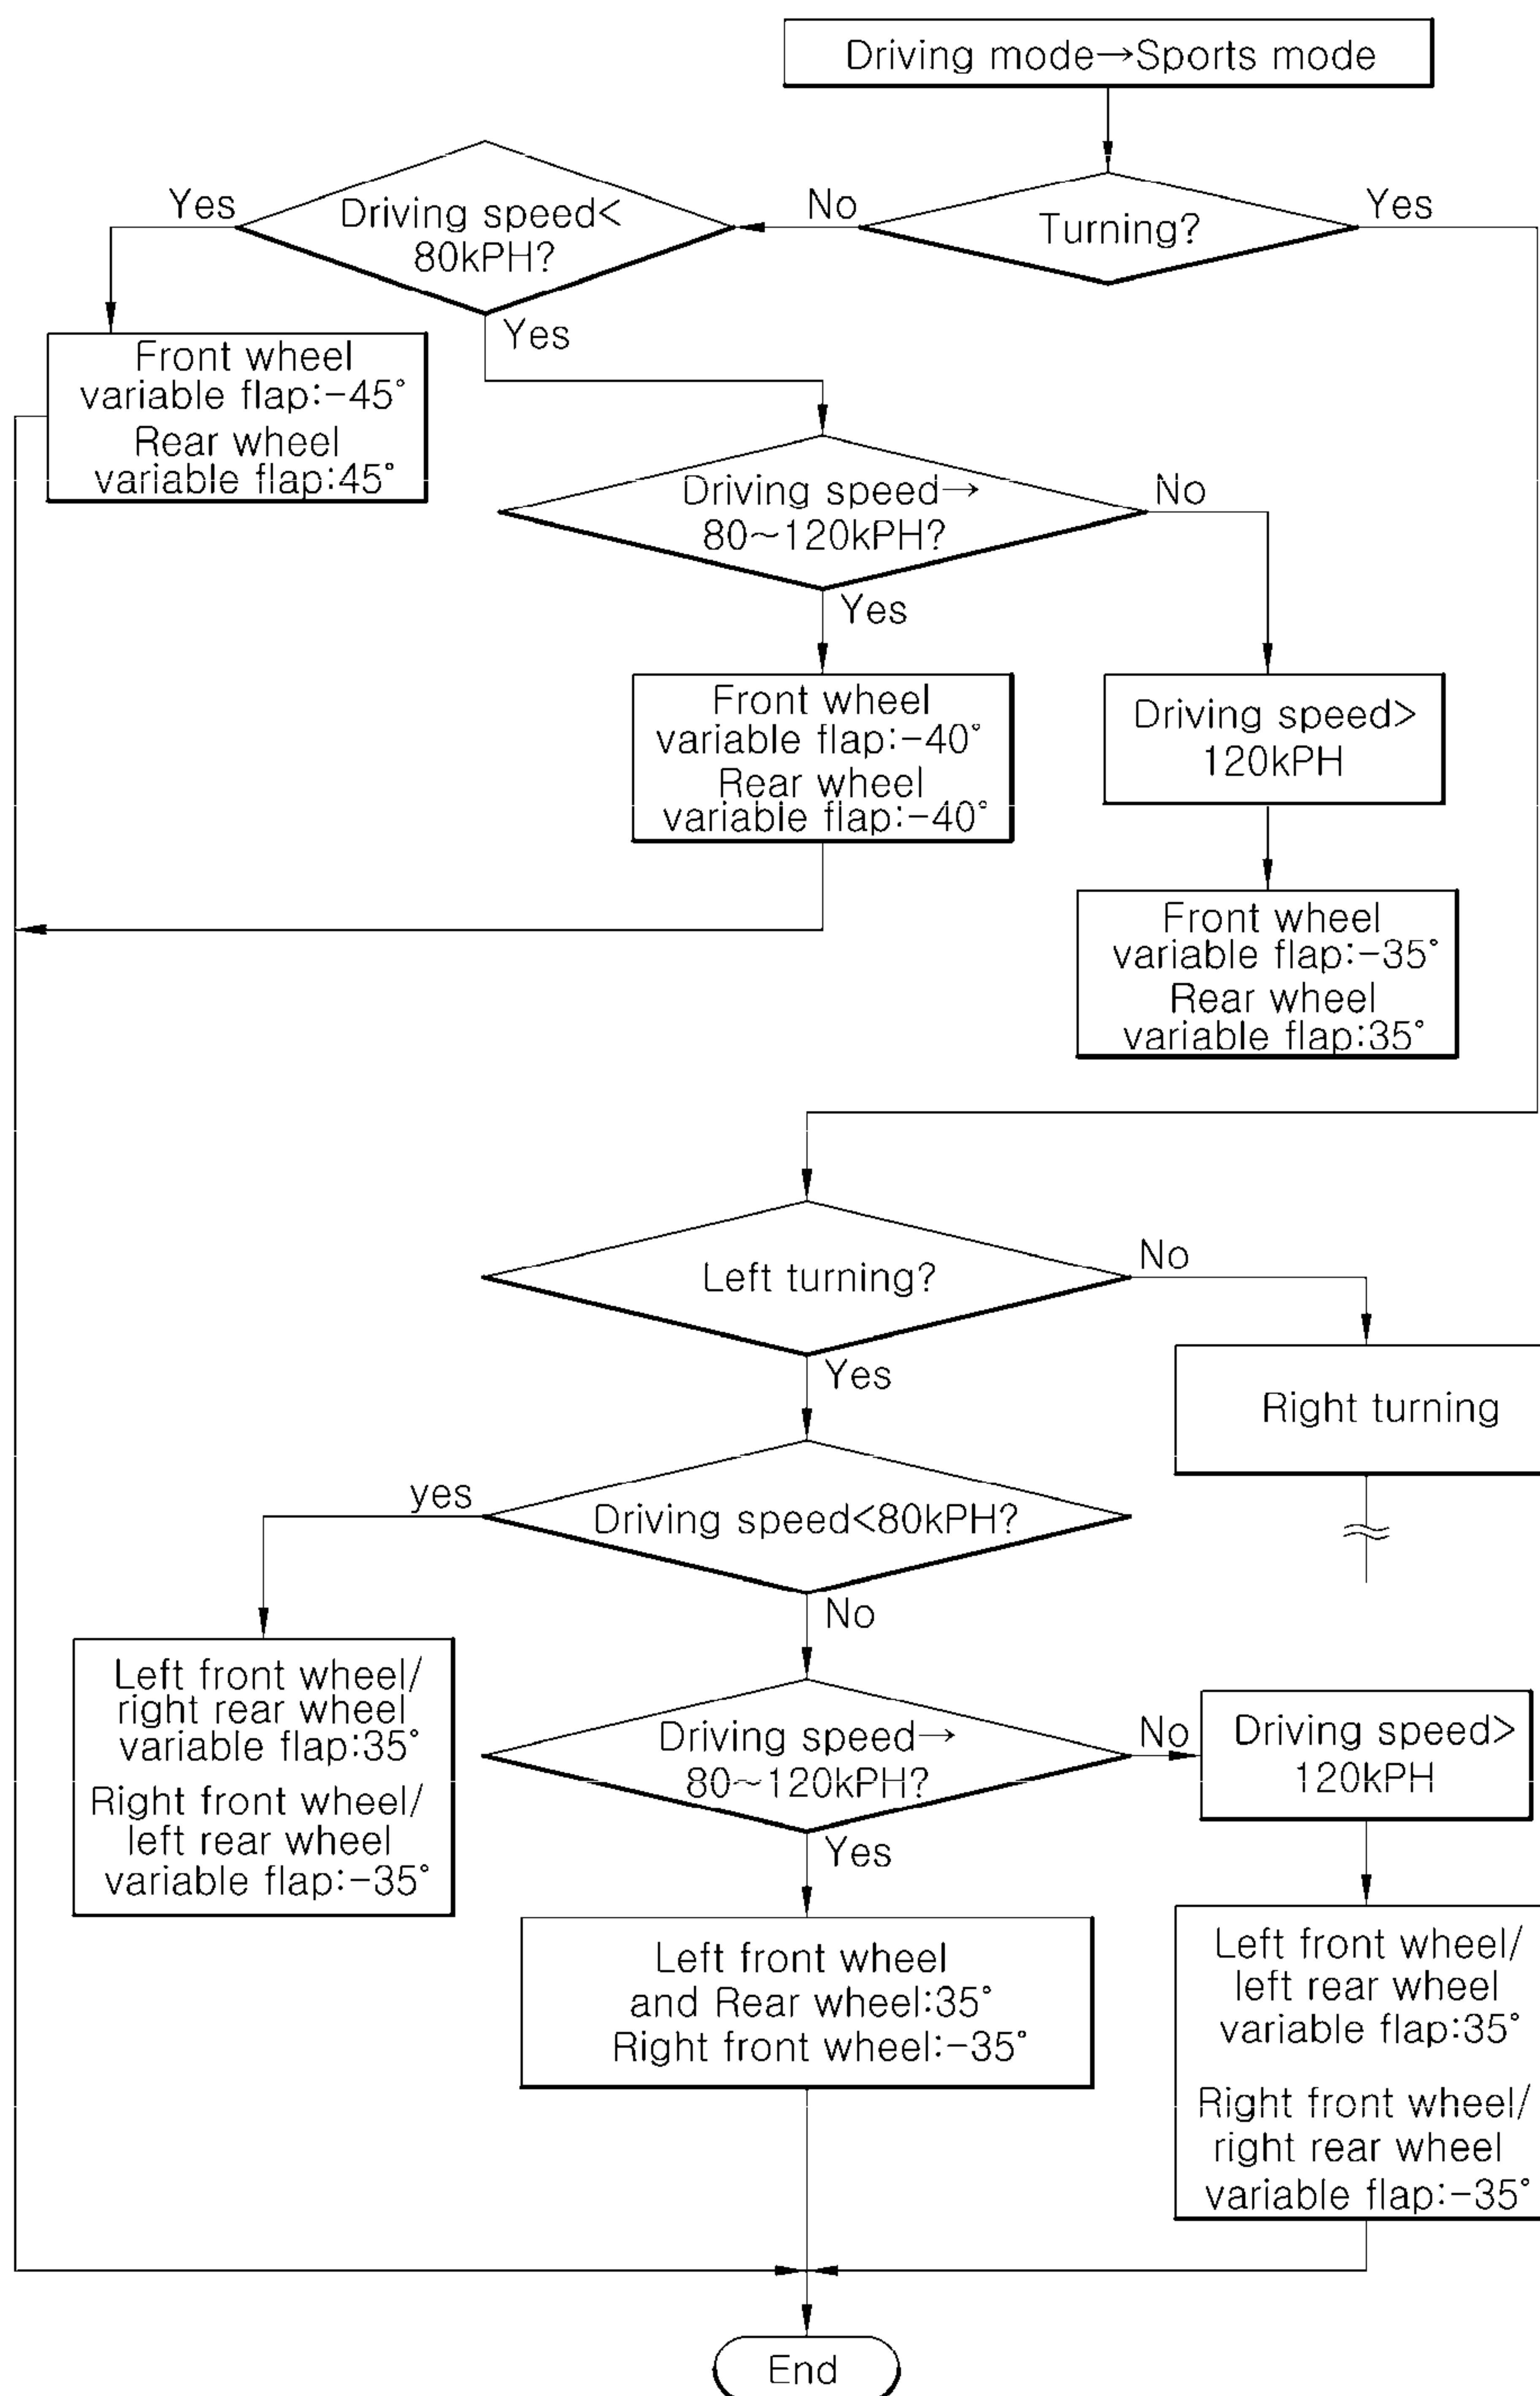 Driving mode→Sports mode
Turning?
No
Yes
Driving speed<
80kPH?
Yes
Yes
Front wheel
variable flap:-45°
Rear wheel
variable flap:45°
Driving speed→
80~120kPH?
No
Yes
Front wheel
variable flap:-40°
Rear wheel
variable flap:-40°
Driving speed>
120kPH
Front wheel
variable flap:-35°
Rear wheel
variable flap:35°
Left turning?
No
Yes
Right turning
Driving speed<80kPH?
yes
No
Left front wheel/
right rear wheel
variable flap:35°
Right front wheel/
left rear wheel
variable flap:-35°
Driving speed→
80~120kPH?
No
Yes
Driving speed>
120kPH
Left front wheel
and Rear wheel:35°
Right front wheel:-35°
Left front wheel/
left rear wheel
variable flap:35°
Right front wheel/
right rear wheel
variable flap:-35°
End